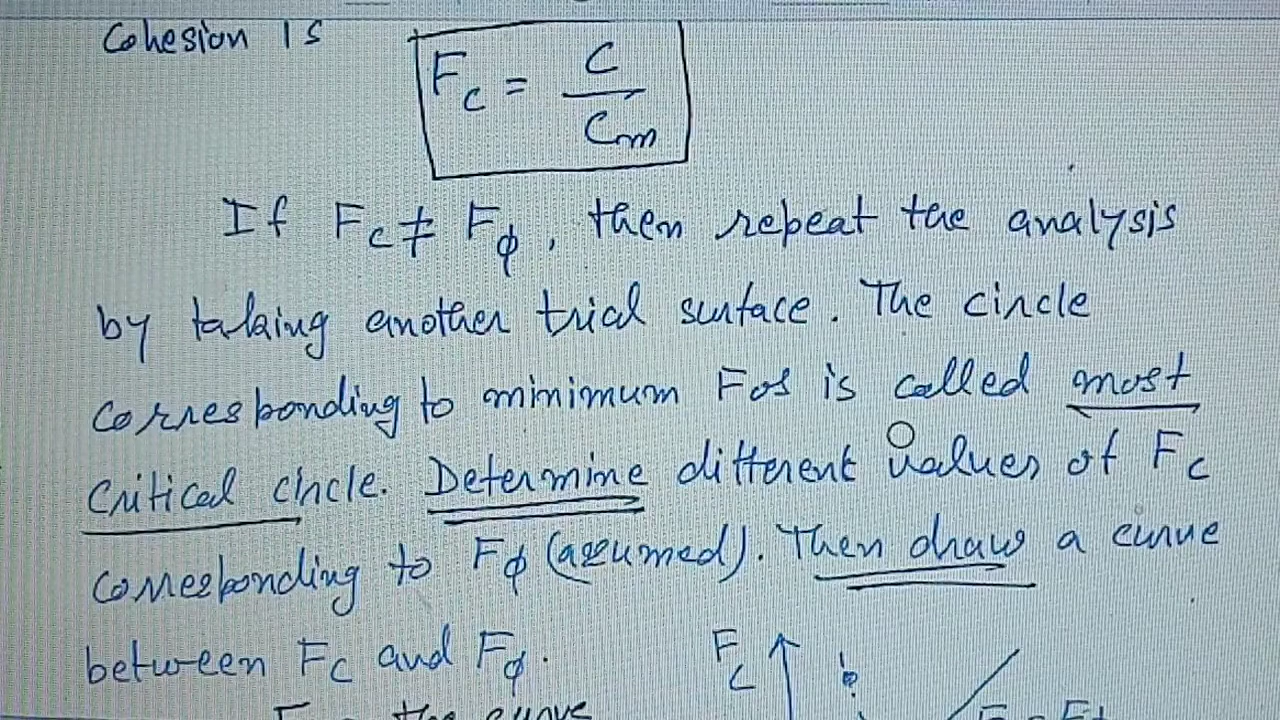 Cohesion is
Fc = C / Cm
If Fc ≠ Fφ, then repeat the analysis
by taking another trial surface. The circle
corresponding to minimum Fos is called most
critical circle. Determine different values of Fc
corresponding to Fφ (assumed). Then draw a curve
between Fc and Fφ.
Fc
the curve